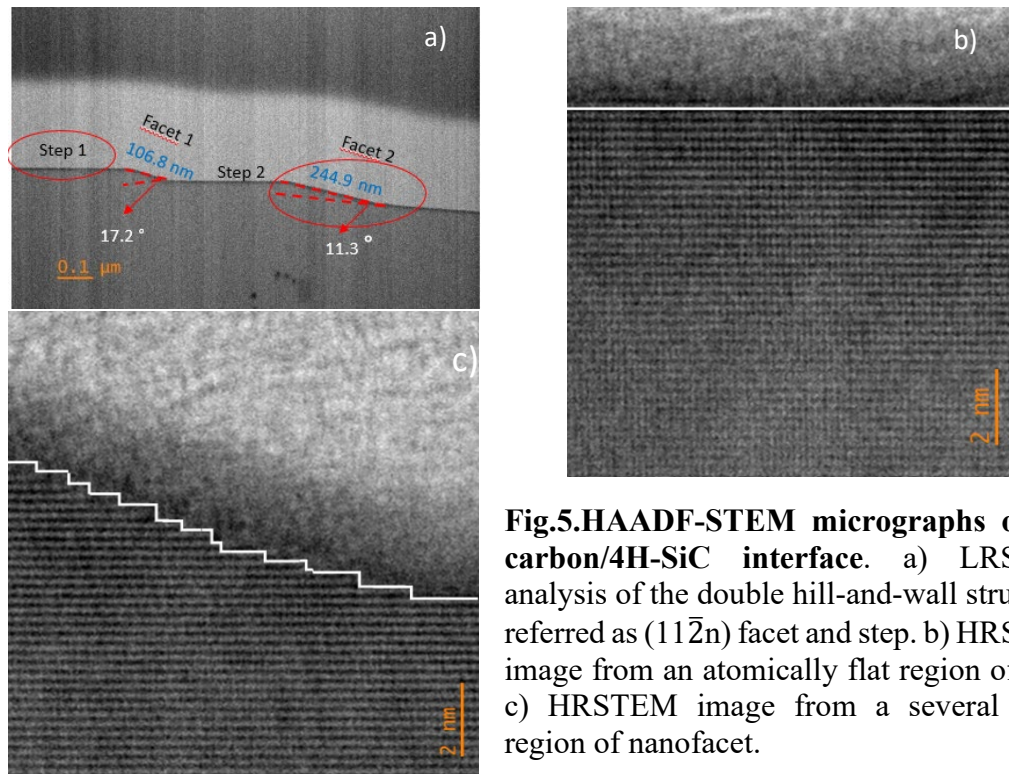 a)
Step 1
Facet 1
106.8 nm
Step 2
Facet 2
244.9 nm
17.2 °
11.3 °
0.1 µm
b)
2 nm
c)
2 nm
Fig.5.HAADF-STEM micrographs
carbon/4H-SiC interface. a)
analysis of the double hill-and-wall
referred as (112̅n) facet and step. b)
image from an atomically flat region
c) HRSTEM image from a several
region of nanofacet.